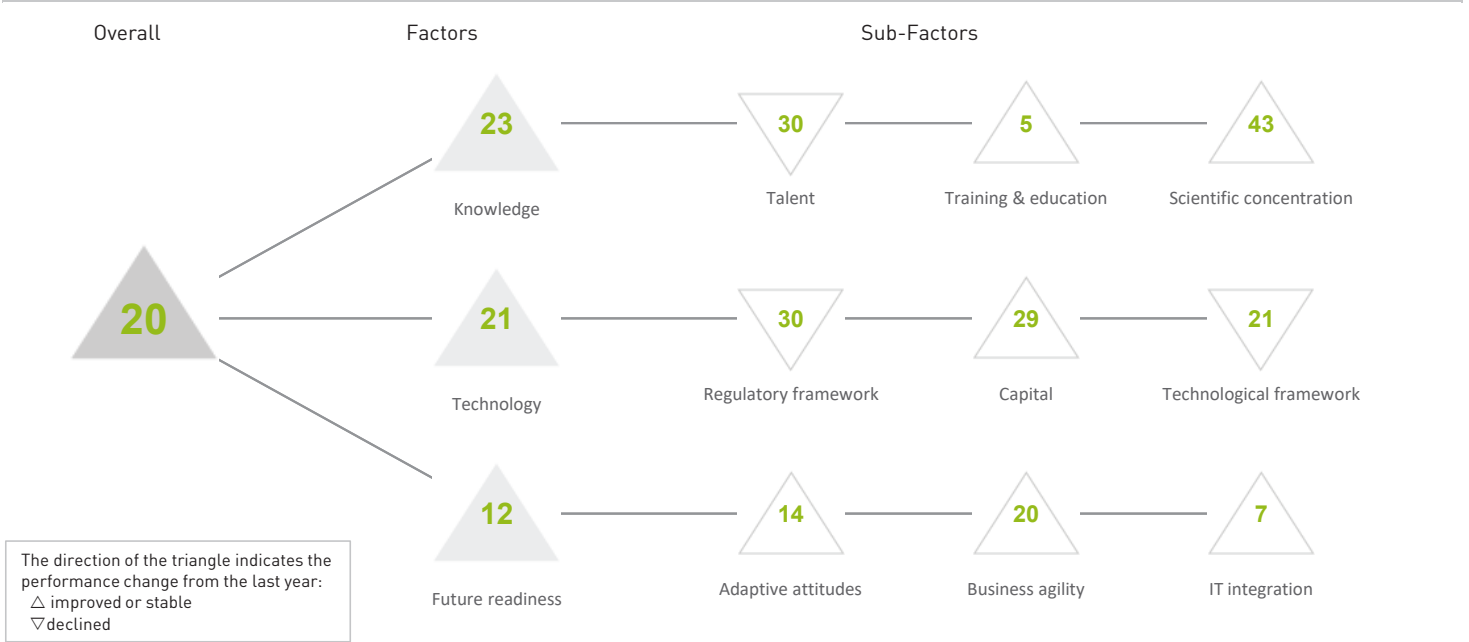 Overall
Factors
Sub-Factors
23
30
5
43
Knowledge
Talent
Training & education
Scientific concentration
20
21
30
29
21
Technology
Regulatory framework
Capital
Technological framework
12
14
20
7
Future readiness
Adaptive attitudes
Business agility
IT integration
The direction of the triangle indicates the
performance change from the last year:
△ improved or stable
▽ declined